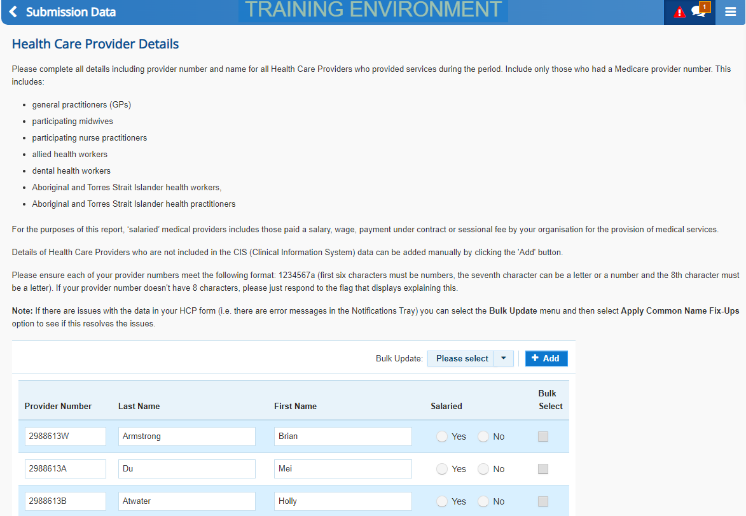 Submission Data
TRAINING ENVIRONMENT
1
Health Care Provider Details
Please complete all details including provider number and name for all Health Care Providers who provided services during the period. Include only those who had a Medicare provider number. This
includes:
• general practitioners (GPs)
• participating midwives
• participating nurse practitioners
• allied health workers
• dental health workers
• Aboriginal and Torres Strait Islander health workers,
• Aboriginal and Torres Strait Islander health practitioners
For the purposes of this report, 'salaried' medical providers includes those paid a salary, wage, payment under contract or sessional fee by your organisation for the provision of medical services.
Details of Health Care Providers who are not included in the CIS (Clinical Information System) data can be added manually by clicking the 'Add' button.
Please ensure each of your provider numbers meet the following format: 1234567a (first six characters must be numbers, the seventh character can be a letter or a number and the 8th character must
be a letter). If your provider number doesn't have 8 characters, please just respond to the flag that displays explaining this.
Note: If there are issues with the data in your HCP form (i.e. there are error messages in the Notifications Tray) you can select the Bulk Update menu and then select Apply Common Name Fix-Ups
option to see if this resolves the issues.
Bulk Update: Please select + Add
Provider Number Last Name First Name Salaried Bulk Select
2988613W Armstrong Brian Yes No
2988613A Du Mei Yes No
2988613B Atwater Holly Yes No